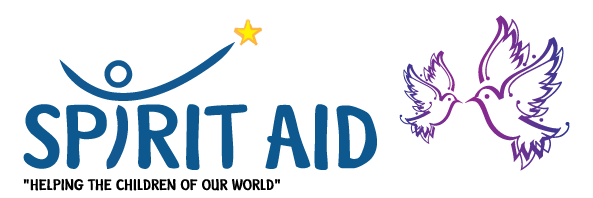 SPIRIT AID
"HELPING THE CHILDREN OF OUR WORLD"